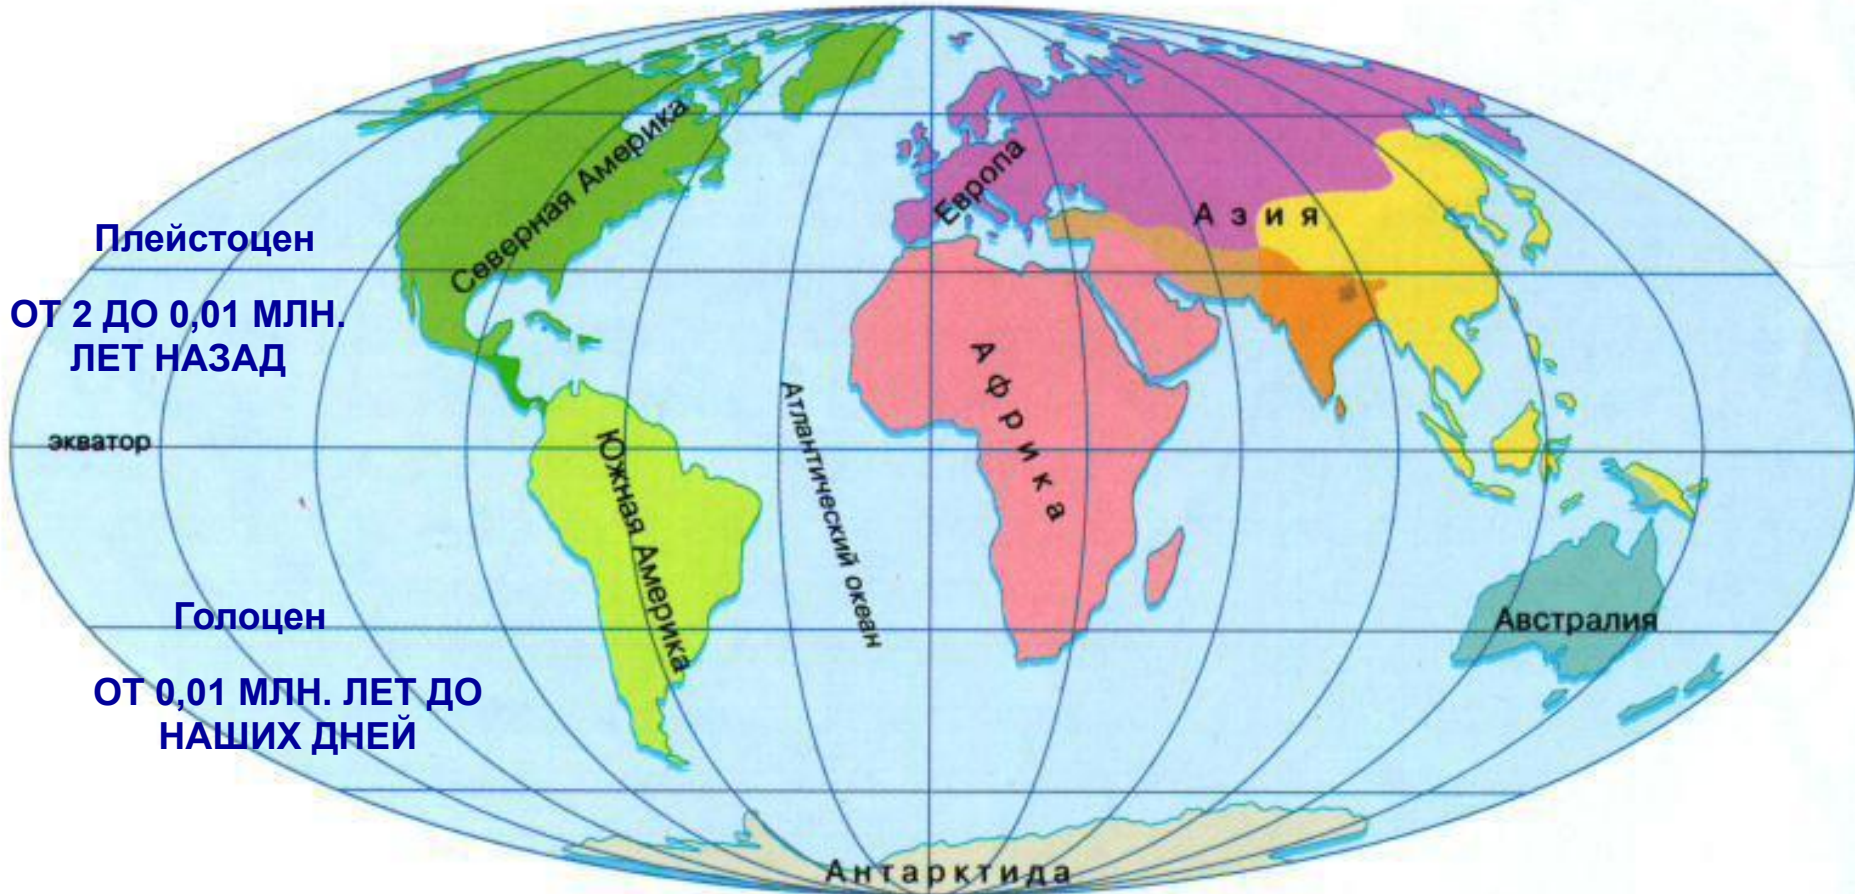 Северная Америка
Европа
Азия
Плейстоцен
ОТ 2 ДО 0,01 МЛН.
ЛЕТ НАЗАД
Африка
Атлантический океан
экватор
Южная Америка
Голоцен
Австралия
ОТ 0,01 МЛН. ЛЕТ ДО
НАШИХ ДНЕЙ
Антарктида